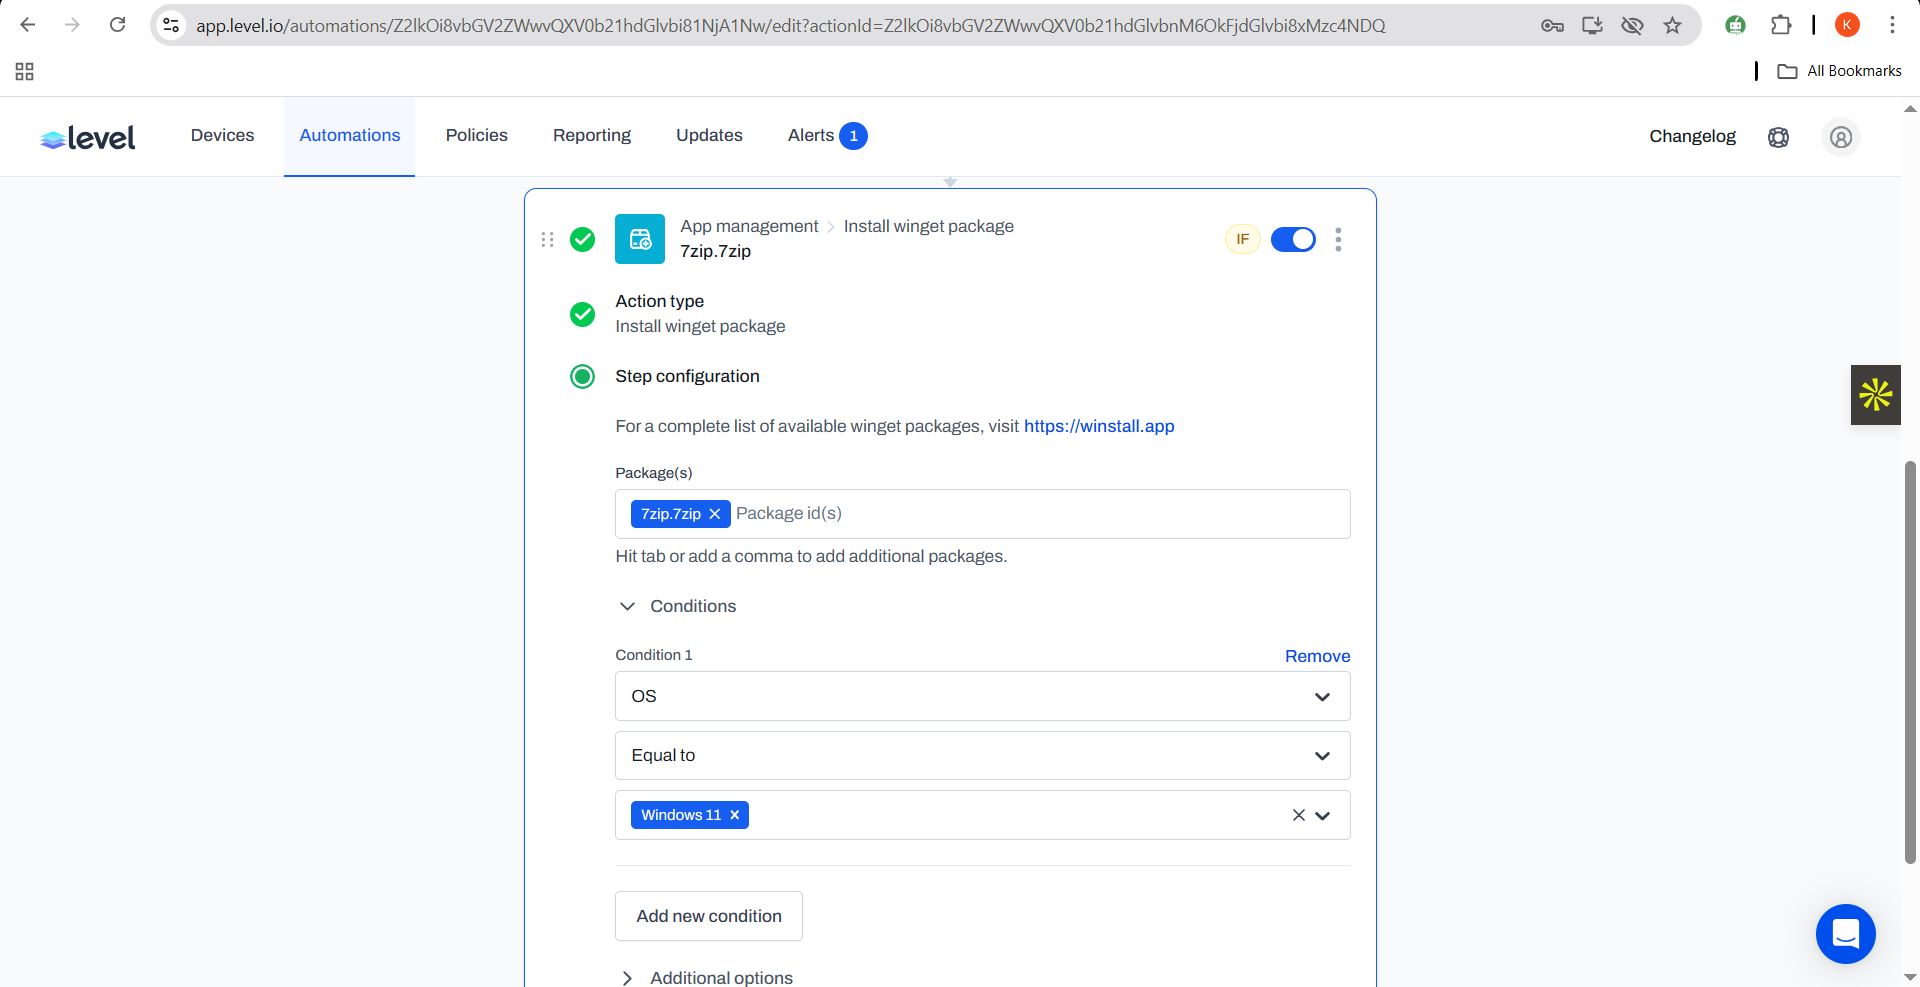 app.level.io/automations/Z2lkOi8vbGV2ZWwvQXV0b21hdGlvbi81NjA1Nw/edit?actionId=Z2lkOi8vbGV2ZWwvQXV0b21hdGlvbnM6OkFjdGlvbi8xMzc4NDQ
K
All Bookmarks
level
Devices
Automations
Policies
Reporting
Updates
Alerts 1
Changelog
App management > Install winget package
7zip.7zip
IF
Action type
Install winget package
Step configuration
For a complete list of available winget packages, visit https://winstall.app
Package(s)
7zip.7zip × Package id(s)
Hit tab or add a comma to add additional packages.
Conditions
Condition 1
Remove
OS
Equal to
Windows 11 ×
Add new condition
Additional options